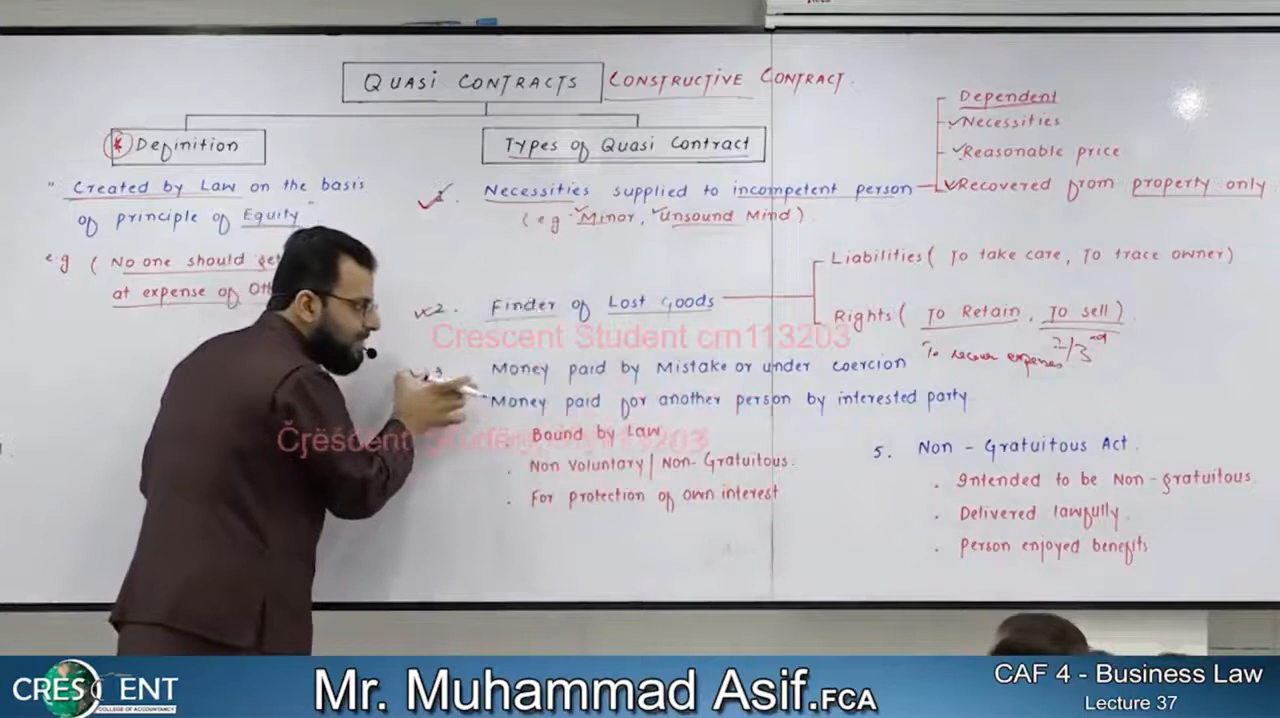 QUASI CONTRACTS CONSTRUCTIVE CONTRACT.
* Definition
"Created by Law on the basis
of principle of Equity"
e.g (No one should get
at expense of Oth
Types of Quasi Contract
1. Necessities supplied to incompetent person
(eg. Minor, Unsound Mind)
Dependent
Necessities
Reasonable price
Recovered from property only
2. Finder of Lost Goods
Liabilities (To take care, To trace owner)
Rights (To Retain, To sell)
To recover expenses 2/3rd
3 Money paid by Mistake or under coercion
Money paid for another person by interested party
. Bound by Law
. Non Voluntary / Non-Gratuitous.
. For protection of own interest
5. Non-Gratuitous Act.
. Intended to be Non-gratuitous
. Delivered lawfully
. Person enjoyed benefits
Crescent Student crn113203
CRESCENT
COLLEGE OF ACCOUNTANCY
Mr. Muhammad Asif.FCA
CAF 4 - Business Law
Lecture 37